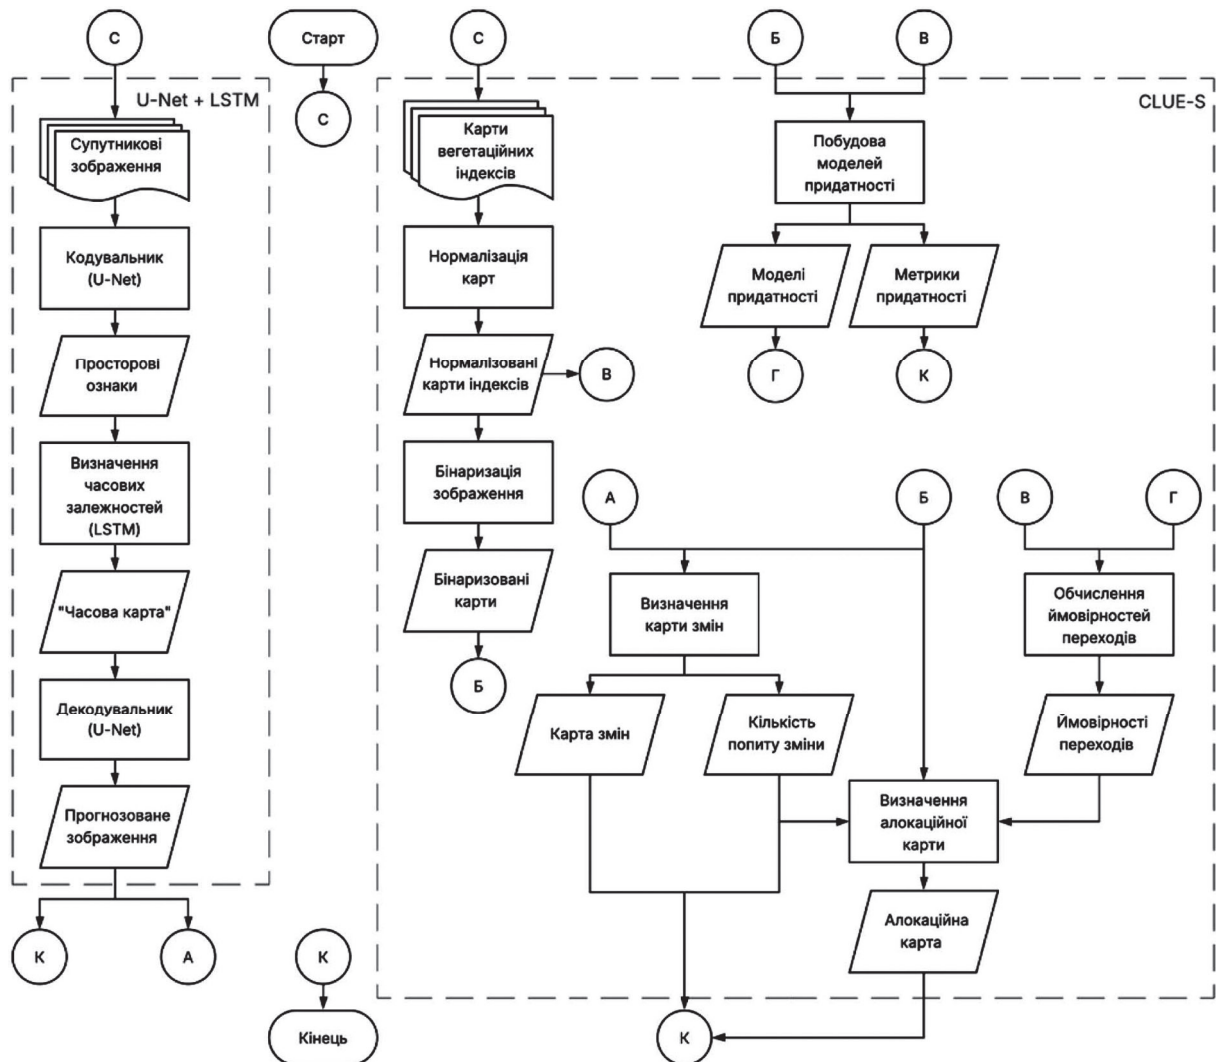 С
Старт
С
Б
В
U-Net + LSTM
С
CLUE-S
Супутникові
зображення
Кодувальник
(U-Net)
Просторові
ознаки
Визначення
часових
залежностей
(LSTM)
"Часова карта"
Декодувальник
(U-Net)
Прогнозоване
зображення
К
А
К
Кінець
Карти
вегетаційних
індексів
Нормалізація
карт
Нормалізовані
карти індексів
В
Бінаризація
зображення
Бінаризовані
карти
Б
Побудова
моделей
придатності
Моделі
придатності
Метрики
придатності
Г
К
А
Б
В
Г
Визначення
карти змін
Обчислення
ймовірностей
переходів
Карта змін
Кількість
попиту зміни
Ймовірності
переходів
Визначення
алокаційної
карти
Алокаційна
карта
К